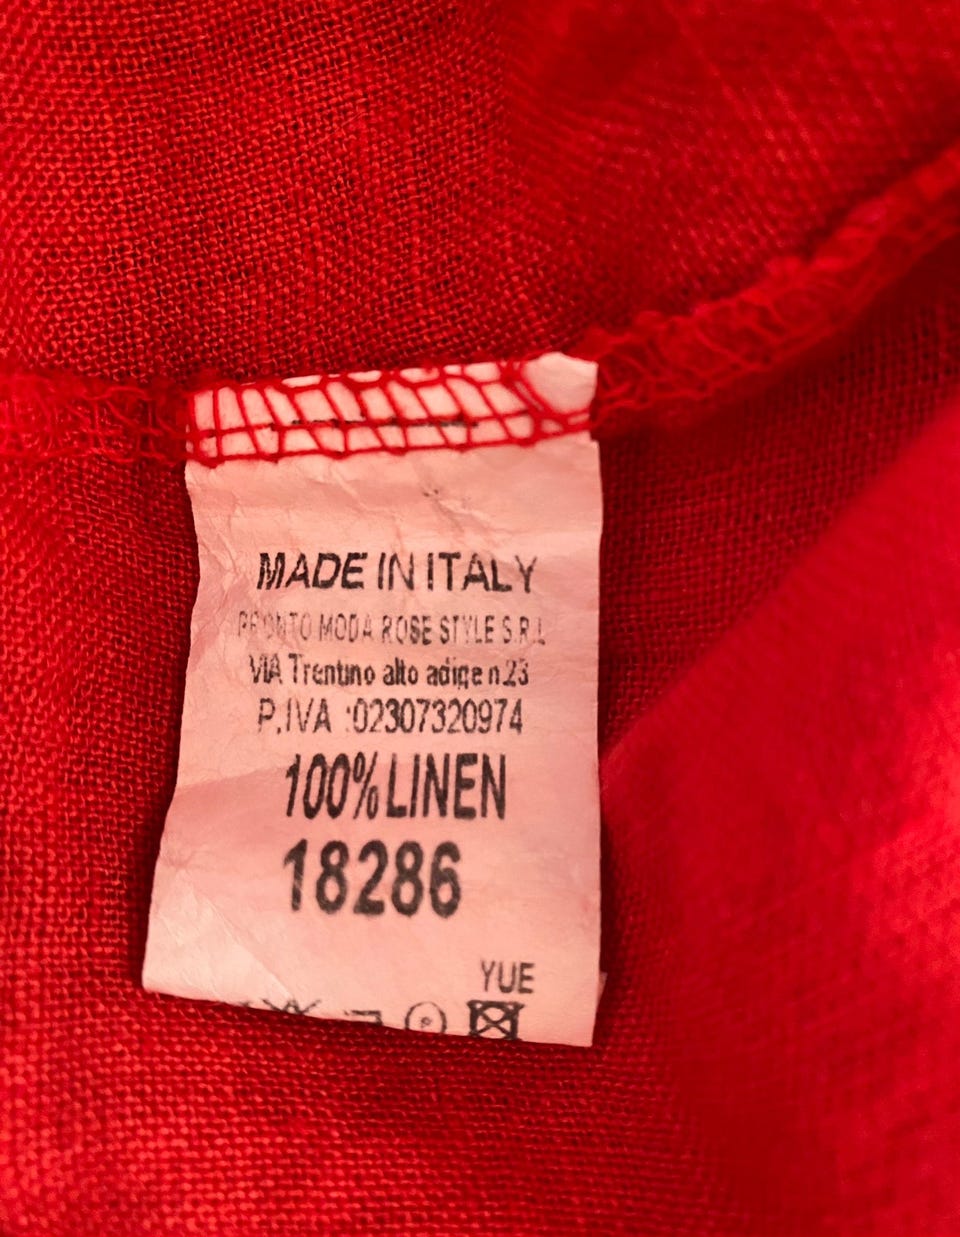 MADE IN ITALY
PRONTO MODA ROSE STYLE S.R.L
VIA Trentino alto adige n.23
P.IVA :02307320974
100% LINEN
18286
YUE
P